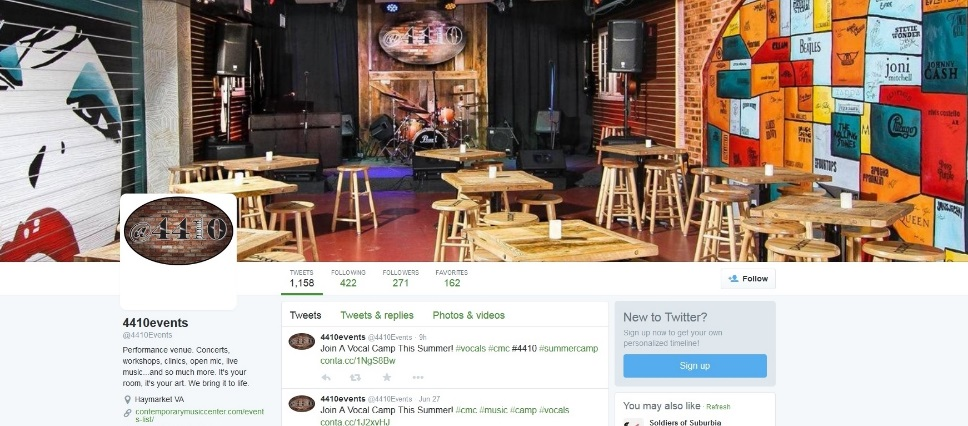 @4410
STEVIE WONDER
BEATLES
joni mitchell
JOHNNY CASH
THE ROLLING STONES
Chicago
QUEEN
Pearl
@4410
TWEETS FOLLOWING FOLLOWERS FAVORITES
1,158 422 271 162
Follow
4410events
@4410Events
Performance venue. Concerts,
workshops, clinics, open mic, live
music...and so much more. It's your
room, it's your art. We bring it to life.
Haymarket VA
contemporarymusiccenter.com/event
s-list/
Tweets Tweets & replies Photos & videos
4410events @4410Events · 9h
Join A Vocal Camp This Summer! #vocals #cmc #4410 #summercamp
conta.cc/1NgS8Bw
4410events @4410Events · Jun 27
Join A Vocal Camp This Summer! #cmc #music #camp #vocals
conta.cc/1J2xvHJ
New to Twitter?
Sign up now to get your own
personalized timeline!
Sign up
You may also like · Refresh
Soldiers of Suburbia